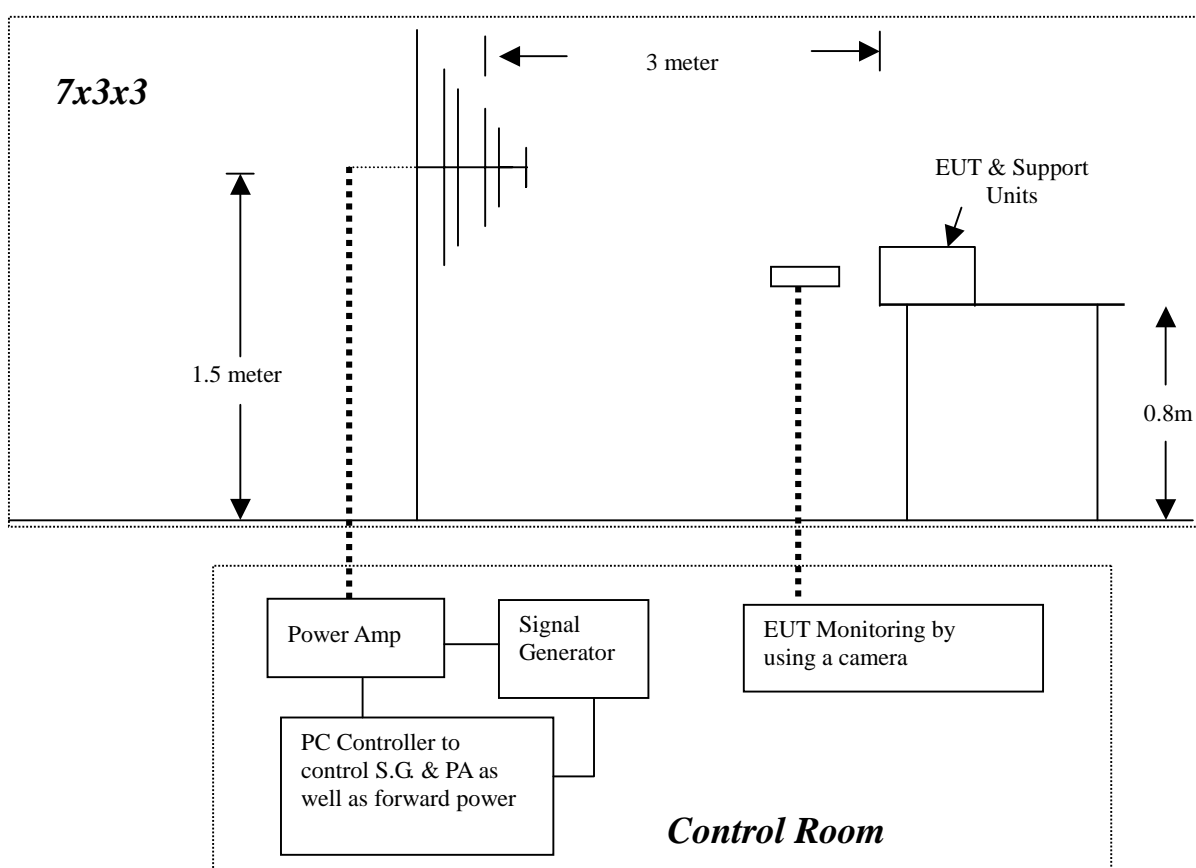 3 meter
7x3x3
EUT & Support
Units
1.5 meter
0.8m
Power Amp
Signal
Generator
EUT Monitoring by
using a camera
PC Controller to
control S.G. & PA as
well as forward power
Control Room